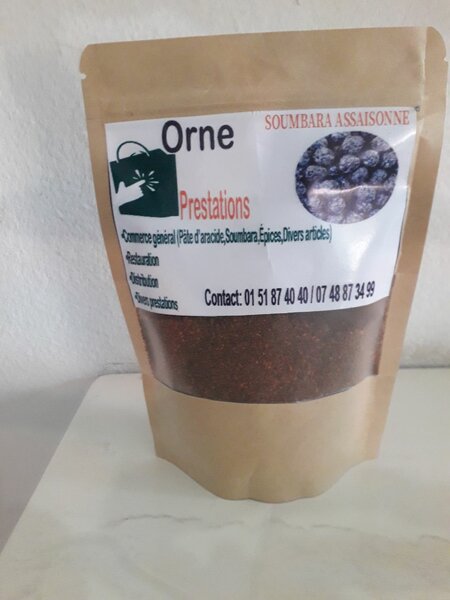 SOUMBARA ASSAISONNE
Orne
Prestations
•Commerce général (Pâte d'aracide,Soumbara,Épices,Divers articles)
•Restauration
•Distribution
•Divers prestations
Contact: 01 51 87 40 40 / 07 48 87 34 99